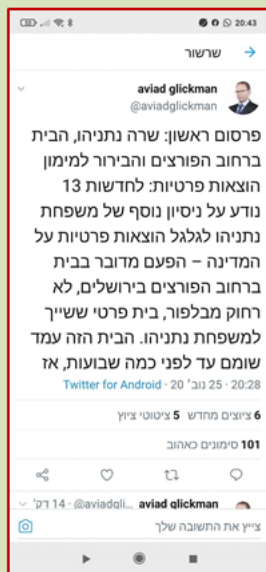 20:43
שרשור
aviad glickman
@aviadglickman
פרסום ראשון: שרה נתניהו, הבית
ברחוב הפורצים והבירור למימון
הוצאות פרטיות: לחדשות 13
נודע על ניסיון נוסף של משפחת
נתניהו לגלגל הוצאות פרטיות על
המדינה – הפעם מדובר בבית
ברחוב הפורצים בירושלים, לא
רחוק מבלפור, בית פרטי ששייך
למשפחת נתניהו. הבית הזה עמד
שומם עד לפני כמה שבועות, אז
20:28 · 25 נוב׳ 20 · Twitter for Android
6 ציוצים מחדש 5 ציטוטי ציוץ
101 סימונים כאהוב
aviad glickman @aviadgli... · 14 דק׳
ציץ את התשובה שלך